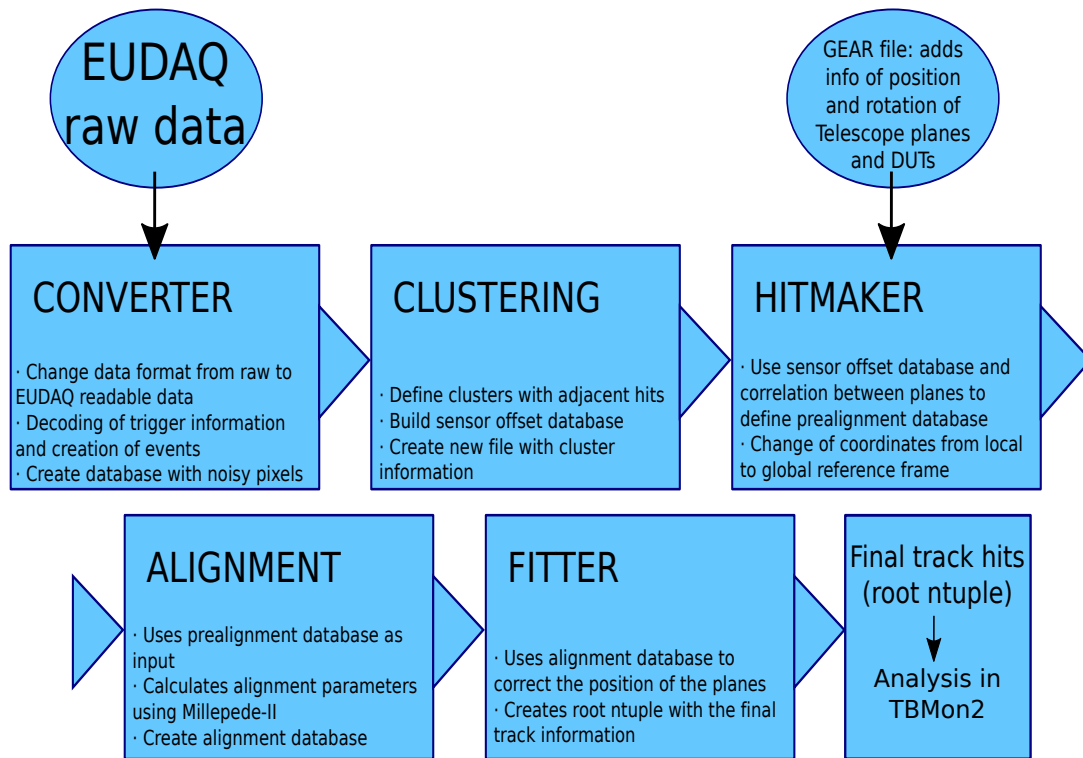 EUDAQ
raw data
GEAR file: adds
info of position
and rotation of
Telescope planes
and DUTs
CONVERTER
· Change data format from raw to
EUDAQ readable data
· Decoding of trigger information
and creation of events
· Create database with noisy pixels
CLUSTERING
· Define clusters with adjacent hits
· Build sensor offset database
· Create new file with cluster
information
HITMAKER
· Use sensor offset database and
correlation between planes to
define prealignment database
· Change of coordinates from local
to global reference frame
ALIGNMENT
· Uses prealignment database as
input
· Calculates alignment parameters
using Millepede-II
· Create alignment database
FITTER
· Uses alignment database to
correct the position of the planes
· Creates root ntuple with the final
track information
Final track hits
(root ntuple)
Analysis in
TBMon2